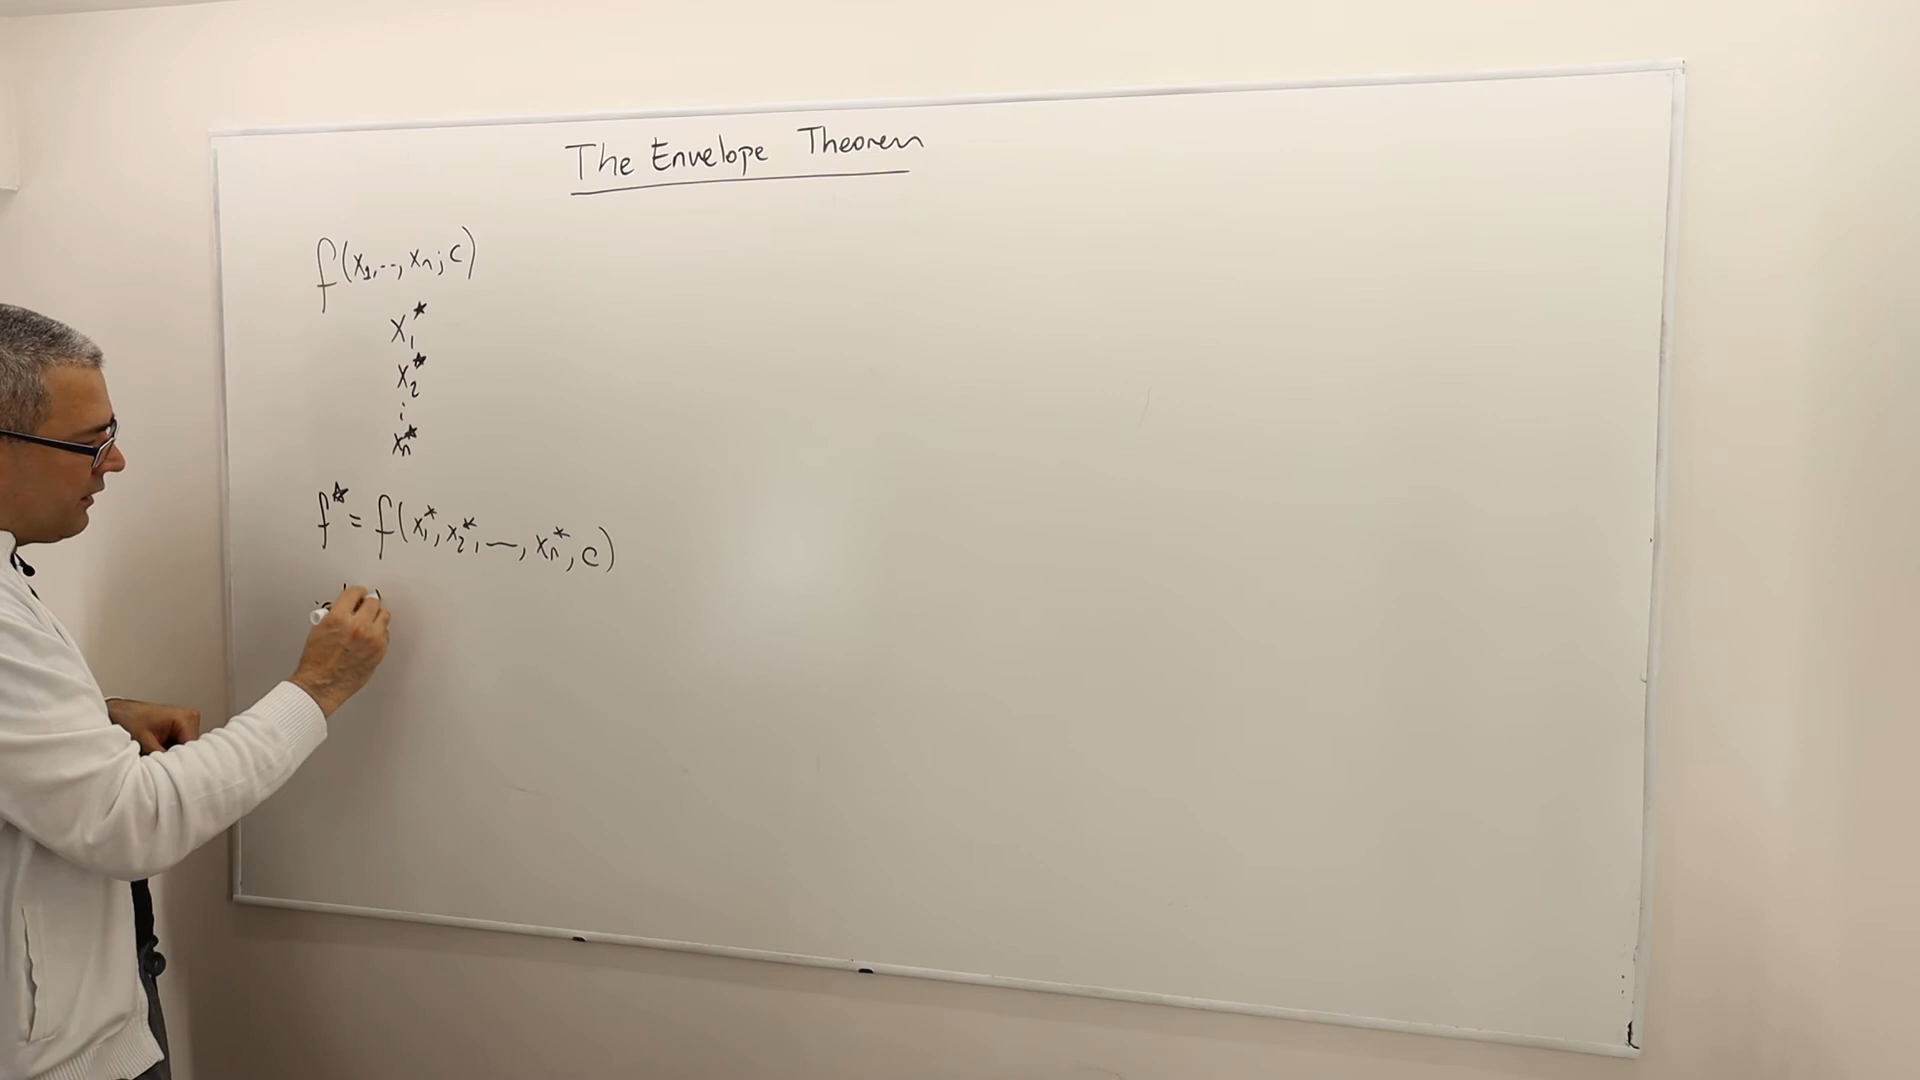 The Envelope Theorem
f(x₁,--,xₙ;c)
x₁*
x₂*
⋮
xₙ*
f* = f(x₁*,x₂*,—,xₙ*,c)